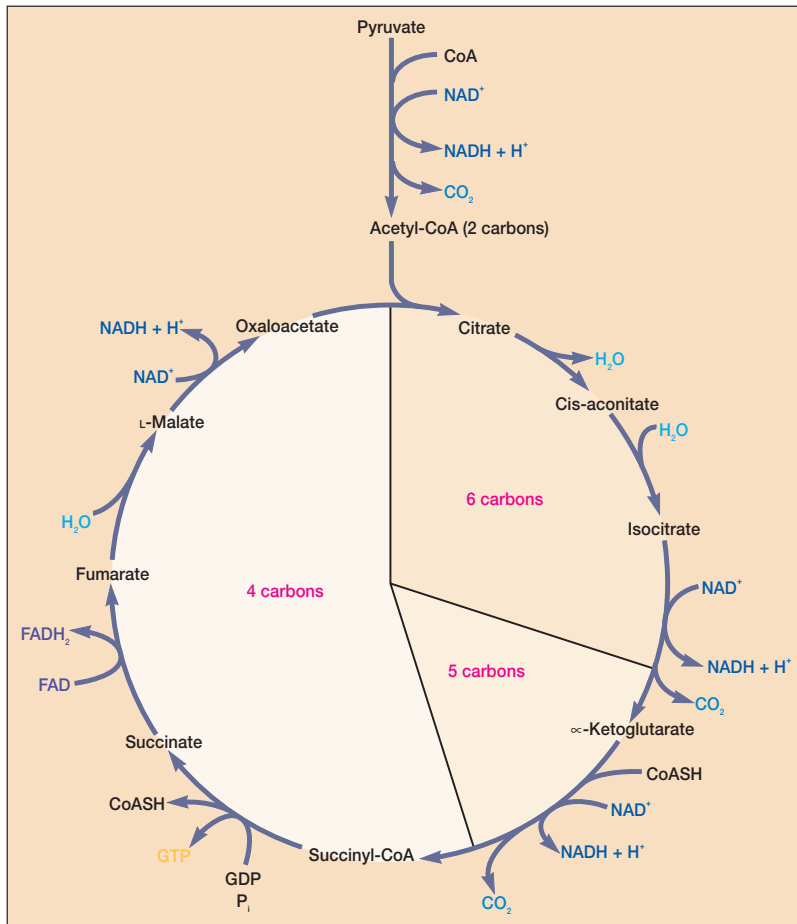 Pyruvate
CoA
NAD⁺
NADH + H⁺
CO₂
Acetyl-CoA (2 carbons)
Oxaloacetate
Citrate
H₂O
Cis-aconitate
H₂O
Isocitrate
NAD⁺
NADH + H⁺
CO₂
∝-Ketoglutarate
CoASH
NAD⁺
NADH + H⁺
CO₂
Succinyl-CoA
GDP
Pᵢ
GTP
CoASH
Succinate
FAD
FADH₂
Fumarate
H₂O
L-Malate
NAD⁺
NADH + H⁺
6 carbons
5 carbons
4 carbons